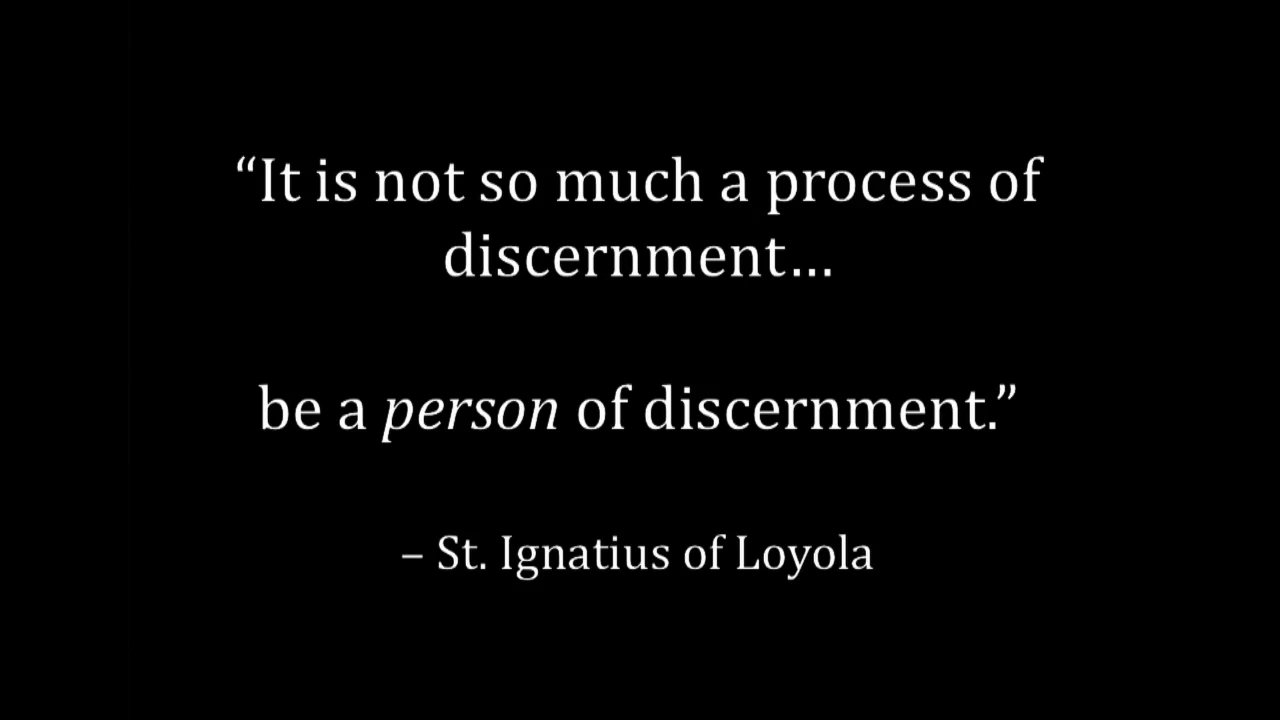 “It is not so much a process of
discernment…
be a person of discernment.”
– St. Ignatius of Loyola